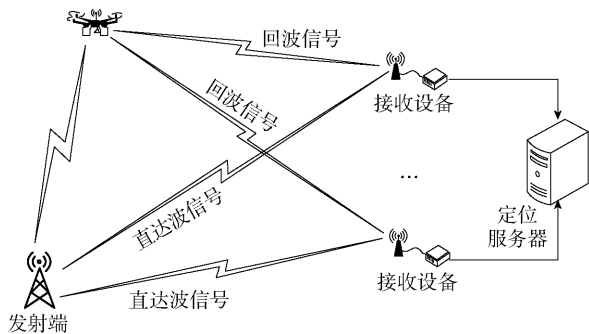 回波信号
回波信号
接收设备
直达波信号
…
定位
服务器
接收设备
直达波信号
发射端